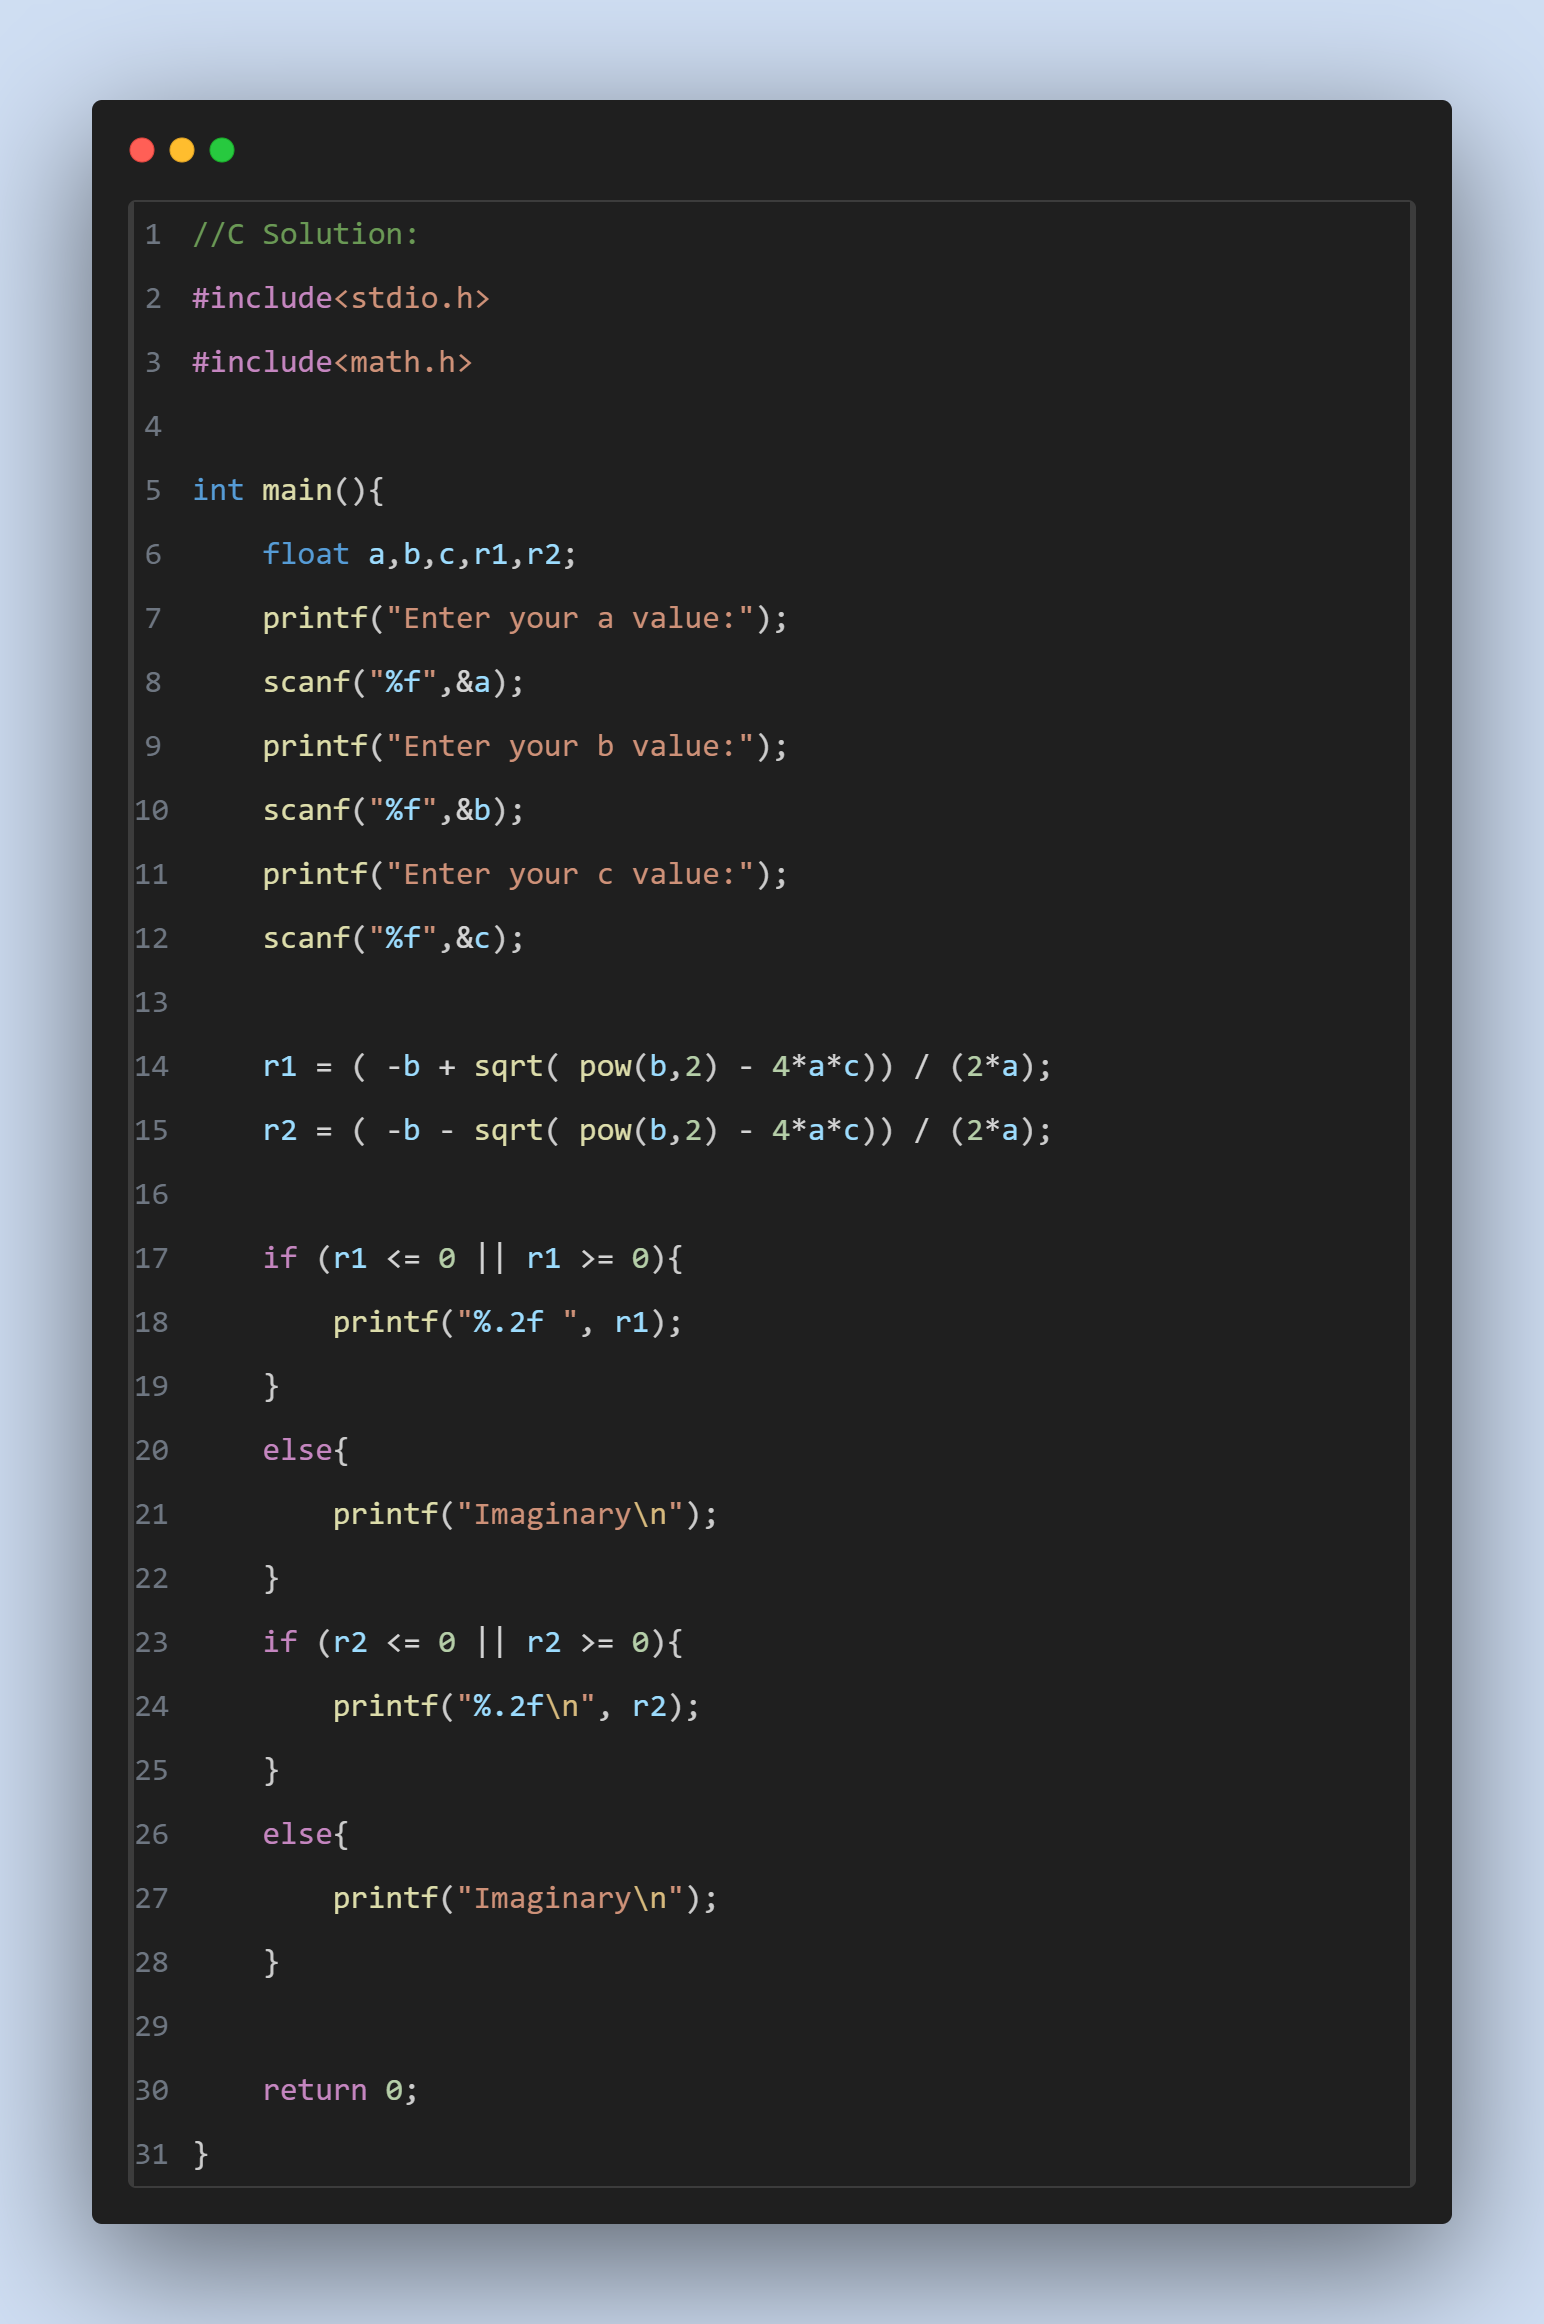 1 //C Solution:
2 #include<stdio.h>
3 #include<math.h>
4
5 int main(){
6     float a,b,c,r1,r2;
7     printf("Enter your a value:");
8     scanf("%f",&a);
9     printf("Enter your b value:");
10     scanf("%f",&b);
11     printf("Enter your c value:");
12     scanf("%f",&c);
13
14     r1 = ( -b + sqrt( pow(b,2) - 4*a*c)) / (2*a);
15     r2 = ( -b - sqrt( pow(b,2) - 4*a*c)) / (2*a);
16
17     if (r1 <= 0 || r1 >= 0){
18         printf("%.2f ", r1);
19     }
20     else{
21         printf("Imaginary\n");
22     }
23     if (r2 <= 0 || r2 >= 0){
24         printf("%.2f\n", r2);
25     }
26     else{
27         printf("Imaginary\n");
28     }
29
30     return 0;
31 }